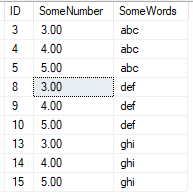 ID SomeNumber SomeWords
3 3.00 abc
4 4.00 abc
5 5.00 abc
8 3.00 def
9 4.00 def
10 5.00 def
13 3.00 ghi
14 4.00 ghi
15 5.00 ghi